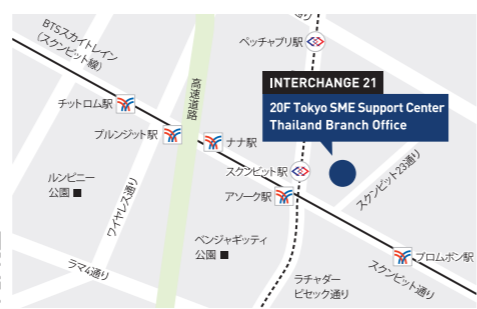 BTSスカイトレイン
(スクンビット線)
ペッチャブリ駅
INTERCHANGE 21
20F Tokyo SME Support Center
Thailand Branch Office
チットロム駅
高速道路
プルンジット駅
ナナ駅
ルンピニー
公園
ワイヤレス通り
スクンビット駅
アソーク駅
スクンビット23通り
ベンジャギッティ
公園
プロムポン駅
ラマ4通り
ラチャダー
ピセック通り
スクンビット通り